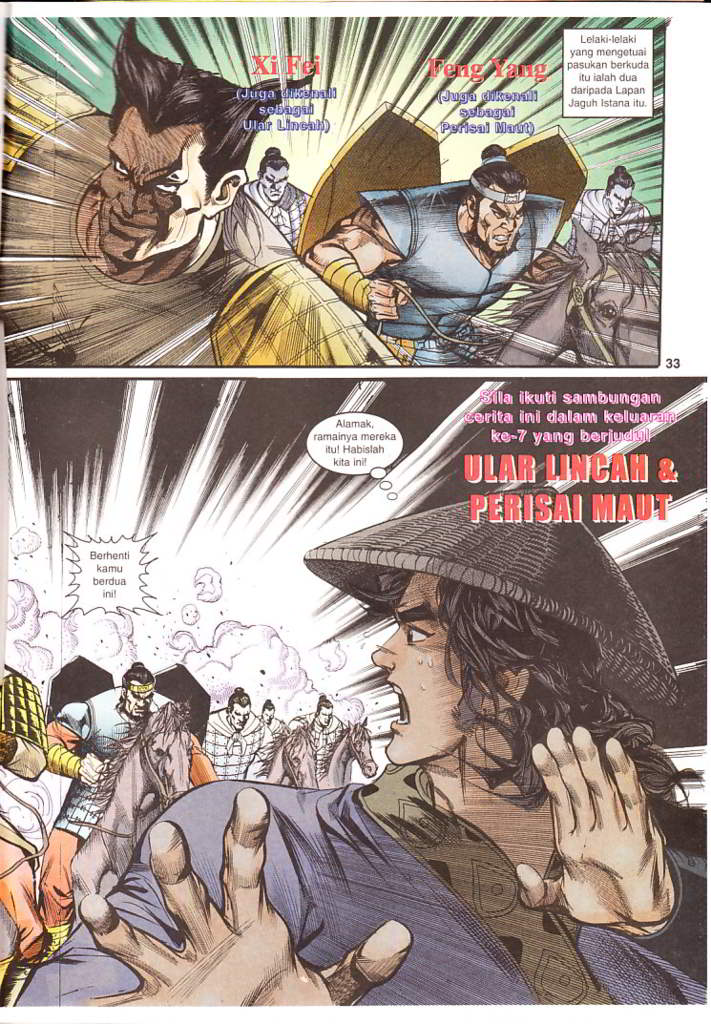 Xi Fei
(Juga dikenali
sebagai
Ular Lincah)
Feng Yang
(Juga dikenali
sebagai
Perisai Maut)
Lelaki-lelaki
yang mengetuai
pasukan berkuda
itu ialah dua
daripada Lapan
Jaguh Istana itu.
33
Sila ikuti sambungan
cerita ini dalam keluaran
ke-7 yang berjudul
ULAR LINCAH &
PERISAI MAUT
Alamak,
ramainya mereka
itu! Habislah
kita ini!
Berhenti
kamu
berdua
ini!